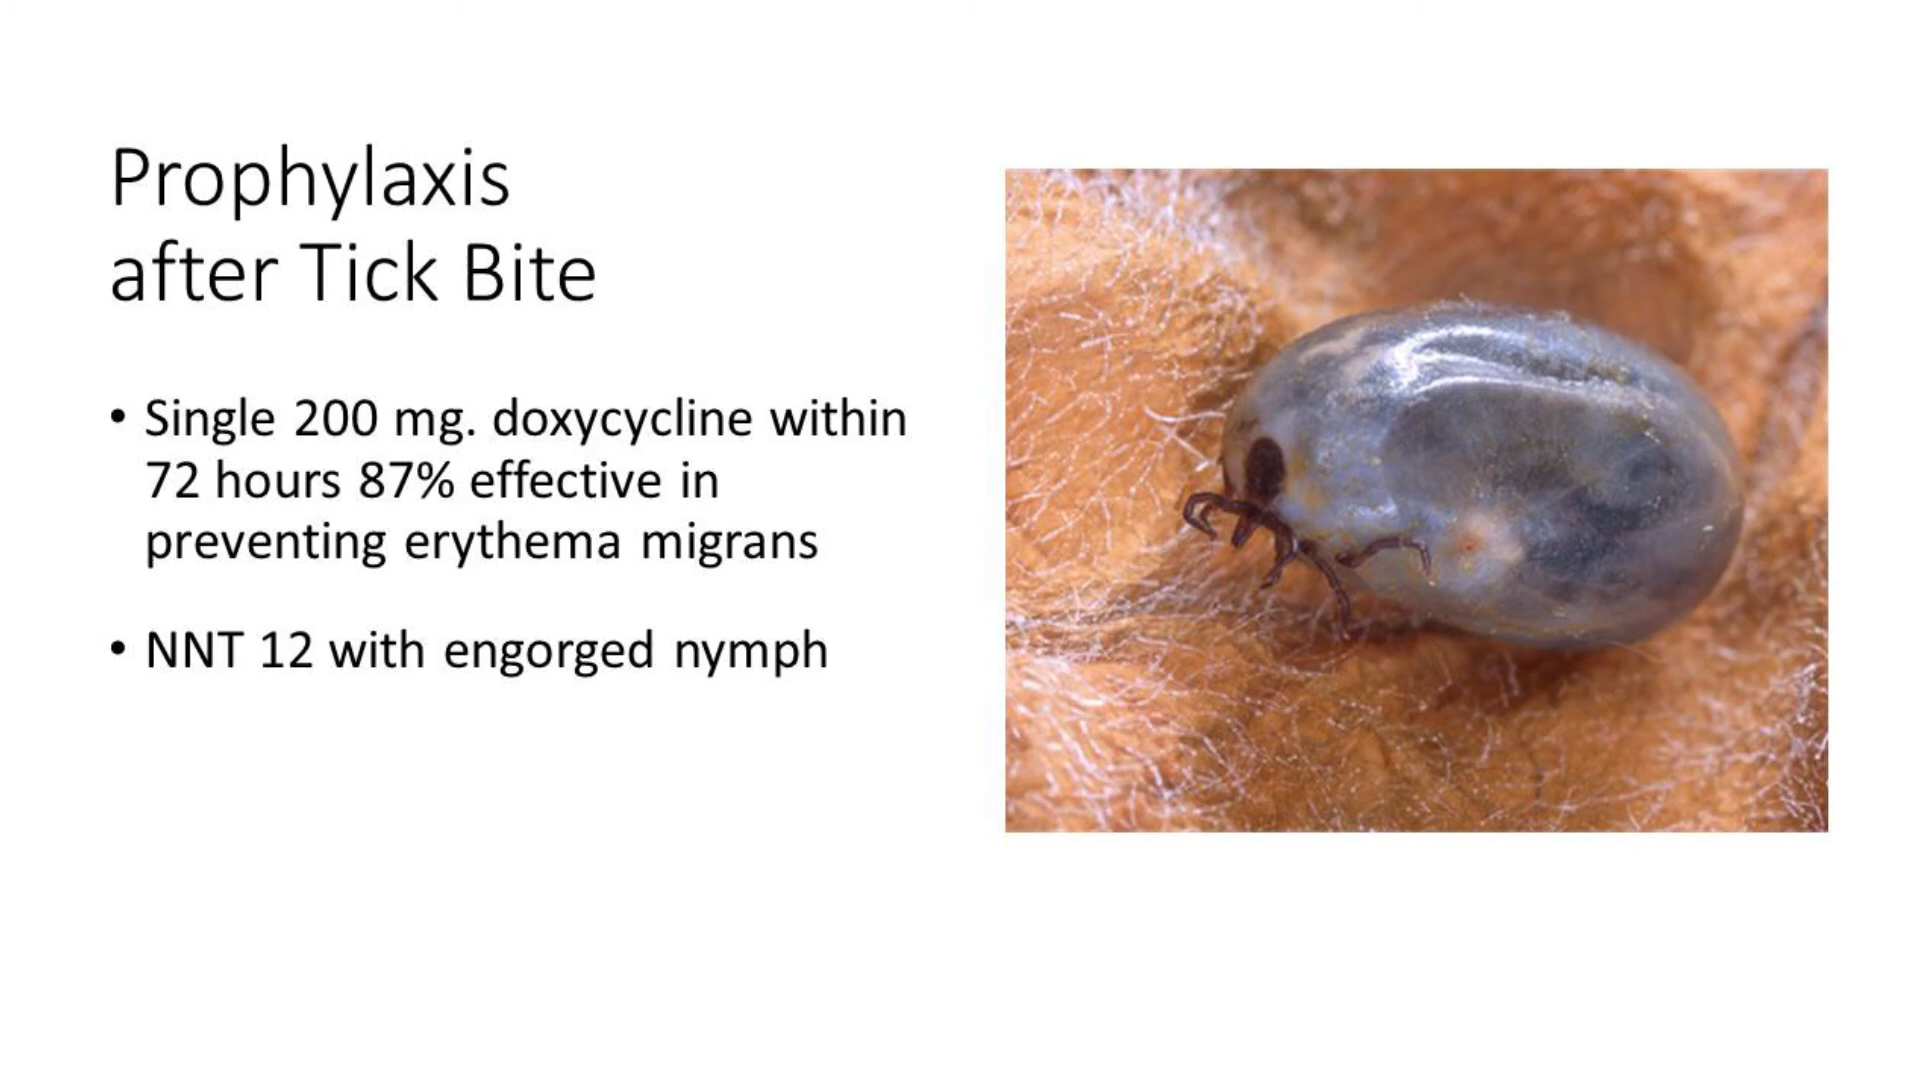 Prophylaxis
after Tick Bite
• Single 200 mg. doxycycline within
72 hours 87% effective in
preventing erythema migrans
• NNT 12 with engorged nymph